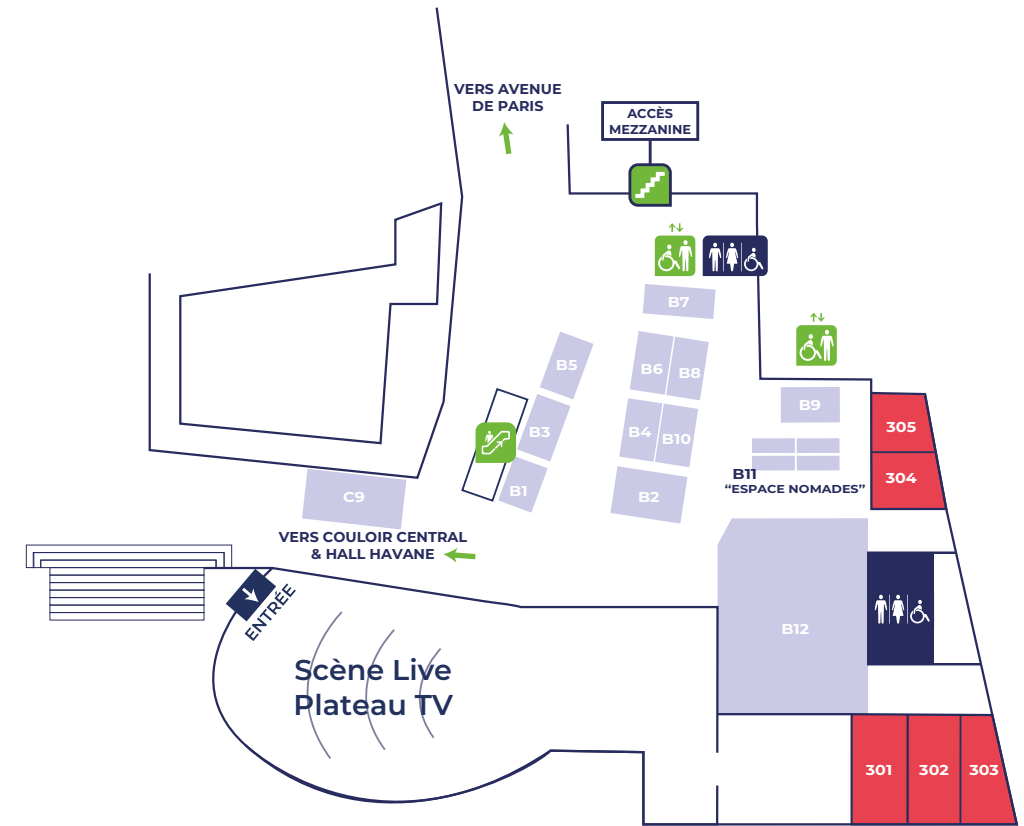 VERS AVENUE
DE PARIS
ACCÈS
MEZZANINE
B7
B5
B6
B8
B9
B3
B4
B10
305
B11
“ESPACE NOMADES”
304
C9
B1
B2
VERS COULOIR CENTRAL
& HALL HAVANE
ENTRÉE
B12
Scène Live
Plateau TV
301
302
303